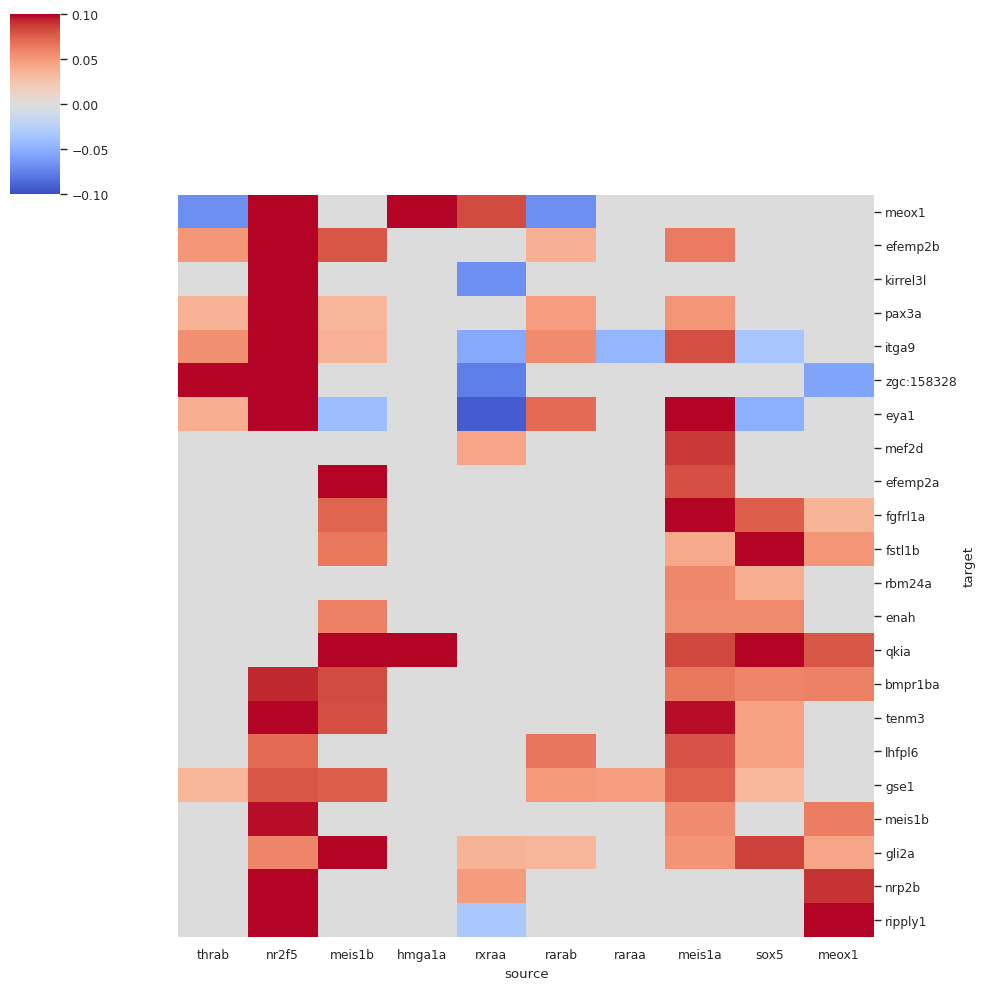 0.10
0.05
0.00
−0.05
−0.10
meox1
efemp2b
kirrel3l
pax3a
itga9
zgc:158328
eya1
mef2d
efemp2a
fgfrl1a
fstl1b
rbm24a
enah
qkia
bmpr1ba
tenm3
lhfpl6
gse1
meis1b
gli2a
nrp2b
ripply1
target
thrab nr2f5 meis1b hmga1a rxraa rarab raraa meis1a sox5 meox1
source